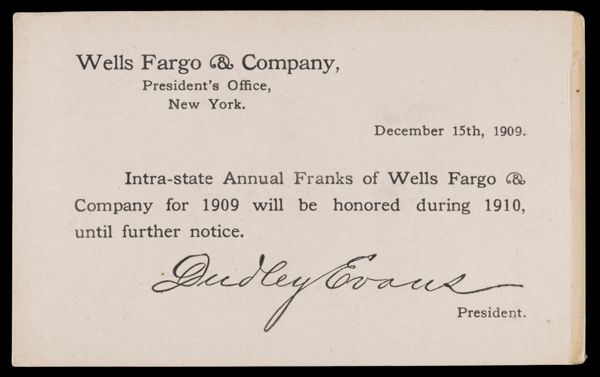 Wells Fargo & Company,
President's Office,
New York.
December 15th, 1909.
Intra-state Annual Franks of Wells Fargo &
Company for 1909 will be honored during 1910,
until further notice.
Dudley Evans
President.